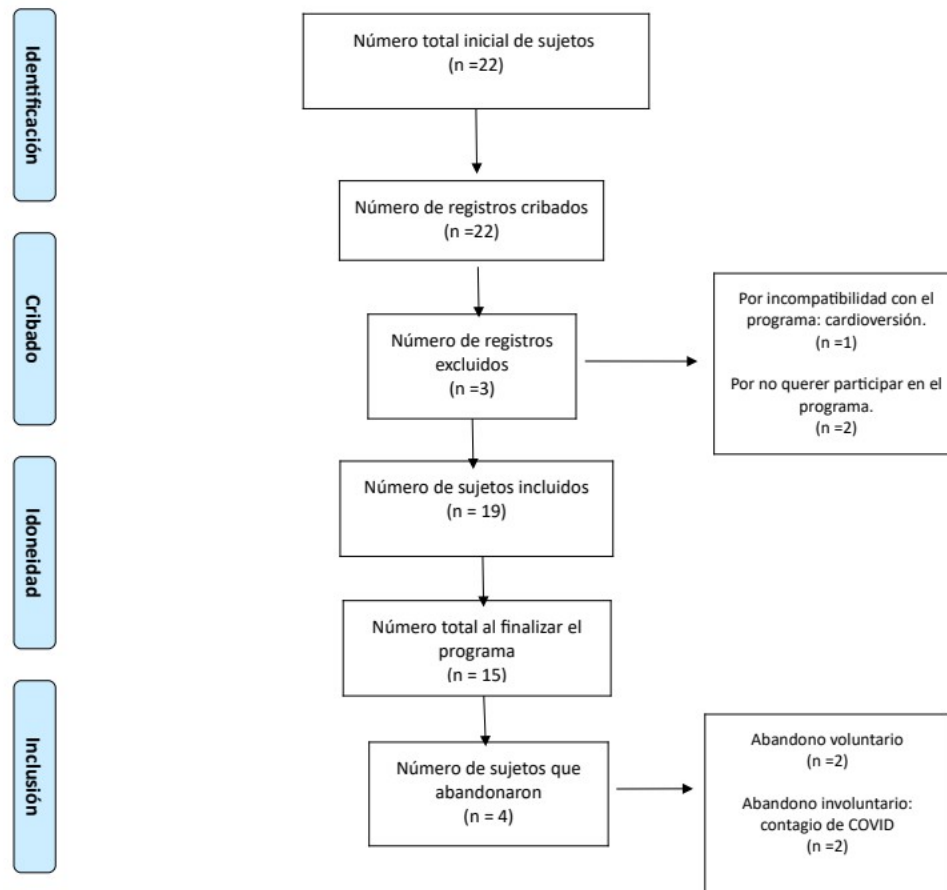 Identificación
Número total inicial de sujetos
(n =22)
Número de registros cribados
(n =22)
Cribado
Número de registros
excluidos
(n =3)
Por incompatibilidad con el
programa: cardioversión.
(n =1)
Por no querer participar en el
programa.
(n =2)
Idoneidad
Número de sujetos incluidos
(n = 19)
Número total al finalizar el
programa
(n = 15)
Inclusión
Número de sujetos que
abandonaron
(n = 4)
Abandono voluntario
(n =2)
Abandono involuntario:
contagio de COVID
(n =2)